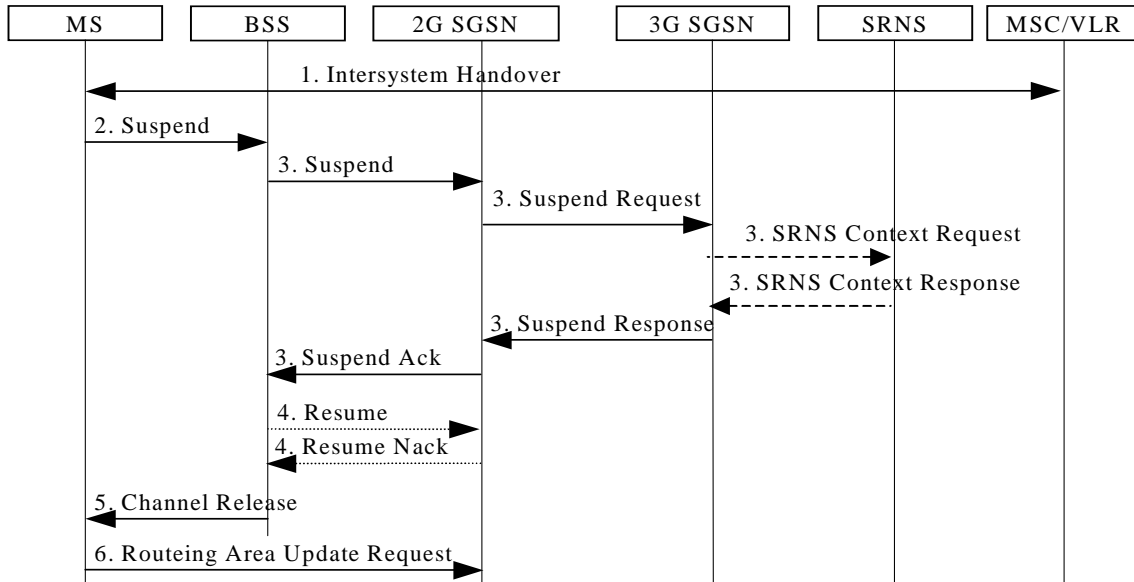 MS
BSS
2G SGSN
3G SGSN
SRNS
MSC/VLR
1. Intersystem Handover
2. Suspend
3. Suspend
3. Suspend Request
3. SRNS Context Request
3. SRNS Context Response
3. Suspend Response
3. Suspend Ack
4. Resume
4. Resume Nack
5. Channel Release
6. Routeing Area Update Request